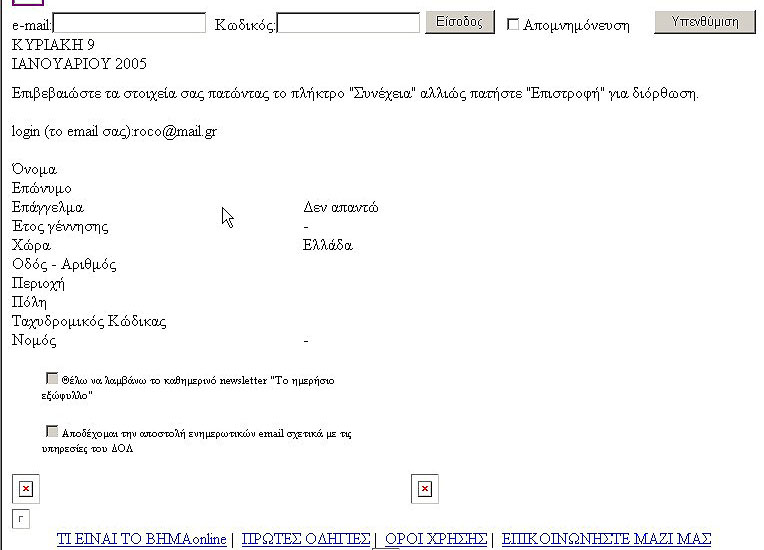 e-mail: Κωδικός: Είσοδος Απομνημόνευση Υπενθύμιση
ΚΥΡΙΑΚΗ 9
ΙΑΝΟΥΑΡΙΟΥ 2005
Επιβεβαιώστε τα στοιχεία σας πατώντας το πλήκτρο "Συνέχεια" αλλιώς πατήστε "Επιστροφή" για διόρθωση.
login (το email σας):roco@mail.gr
Όνομα
Επώνυμο
Επάγγελμα Δεν απαντώ
Έτος γέννησης -
Χώρα Ελλάδα
Οδός - Αριθμός
Περιοχή
Πόλη
Ταχυδρομικός Κώδικας
Νομός -
Θέλω να λαμβάνω το καθημερινό newsletter "Το ημερήσιο
εξώφυλλο"
Αποδέχομαι την αποστολή ενημερωτικών email σχετικά με τις
υπηρεσίες του ΔΟΛ
ΤΙ ΕΙΝΑΙ ΤΟ ΒΗΜΑonline | ΠΡΩΤΕΣ ΟΔΗΓΙΕΣ | ΟΡΟΙ ΧΡΗΣΗΣ | ΕΠΙΚΟΙΝΩΝΗΣΤΕ ΜΑΖΙ ΜΑΣ